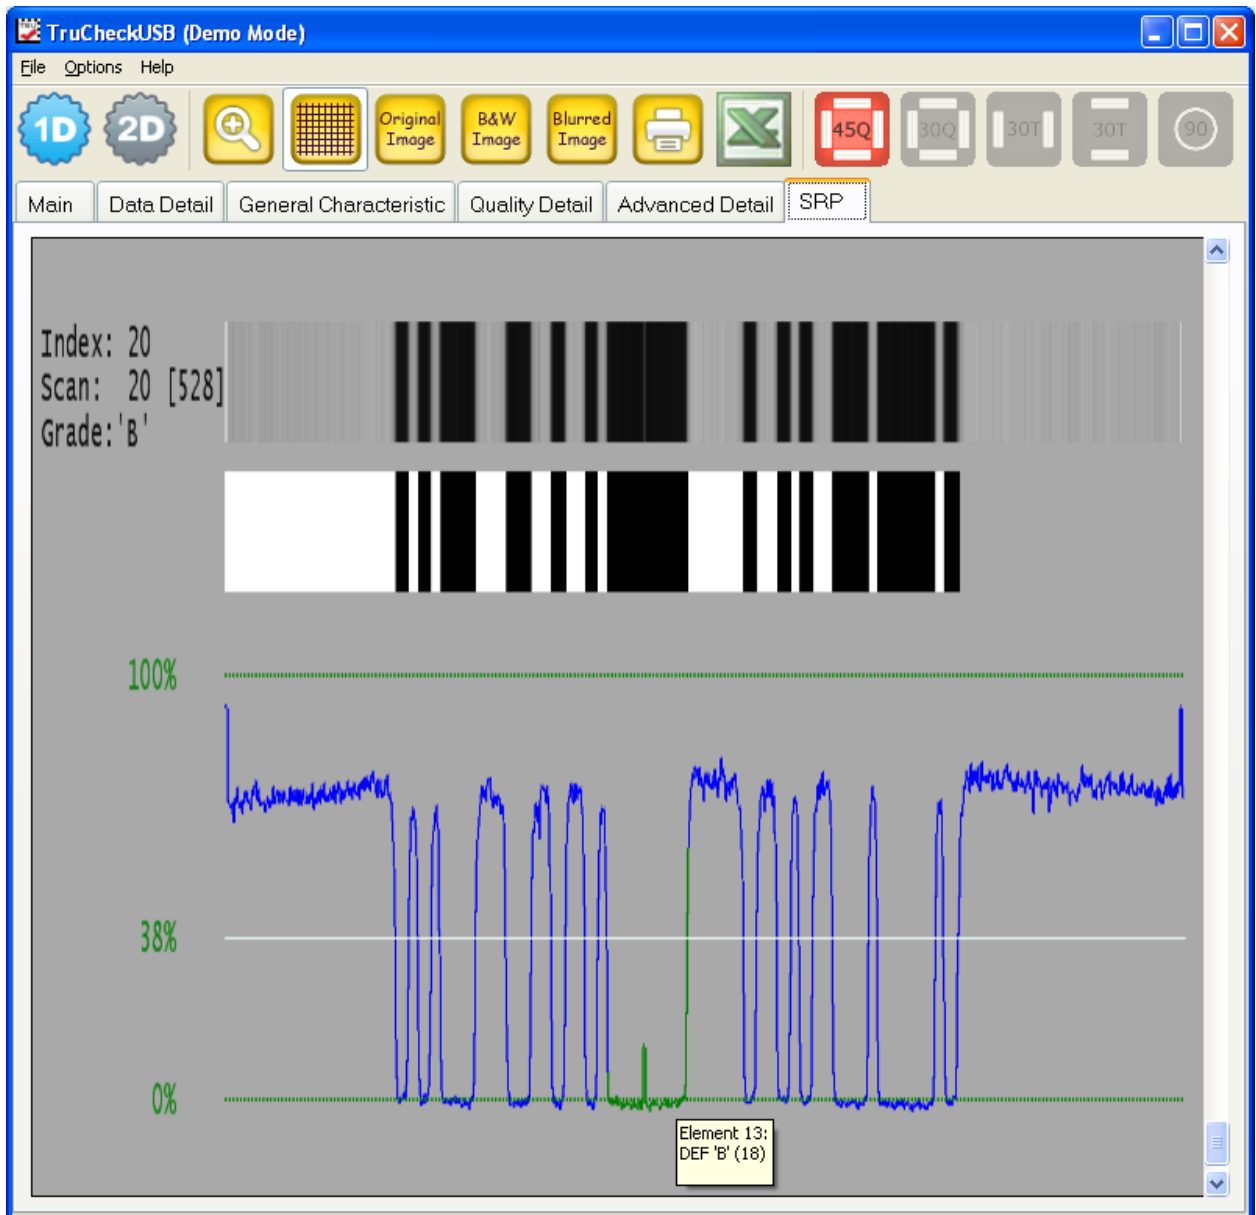 TruCheckUSB (Demo Mode)
File Options Help
1D 2D Original Image B&W Image Blurred Image 45Q 30Q 30T 30T 90
Main Data Detail General Characteristic Quality Detail Advanced Detail SRP
Index: 20
Scan: 20 [528]
Grade:'B'
100%
38%
0%
Element 13:
DEF 'B' (18)